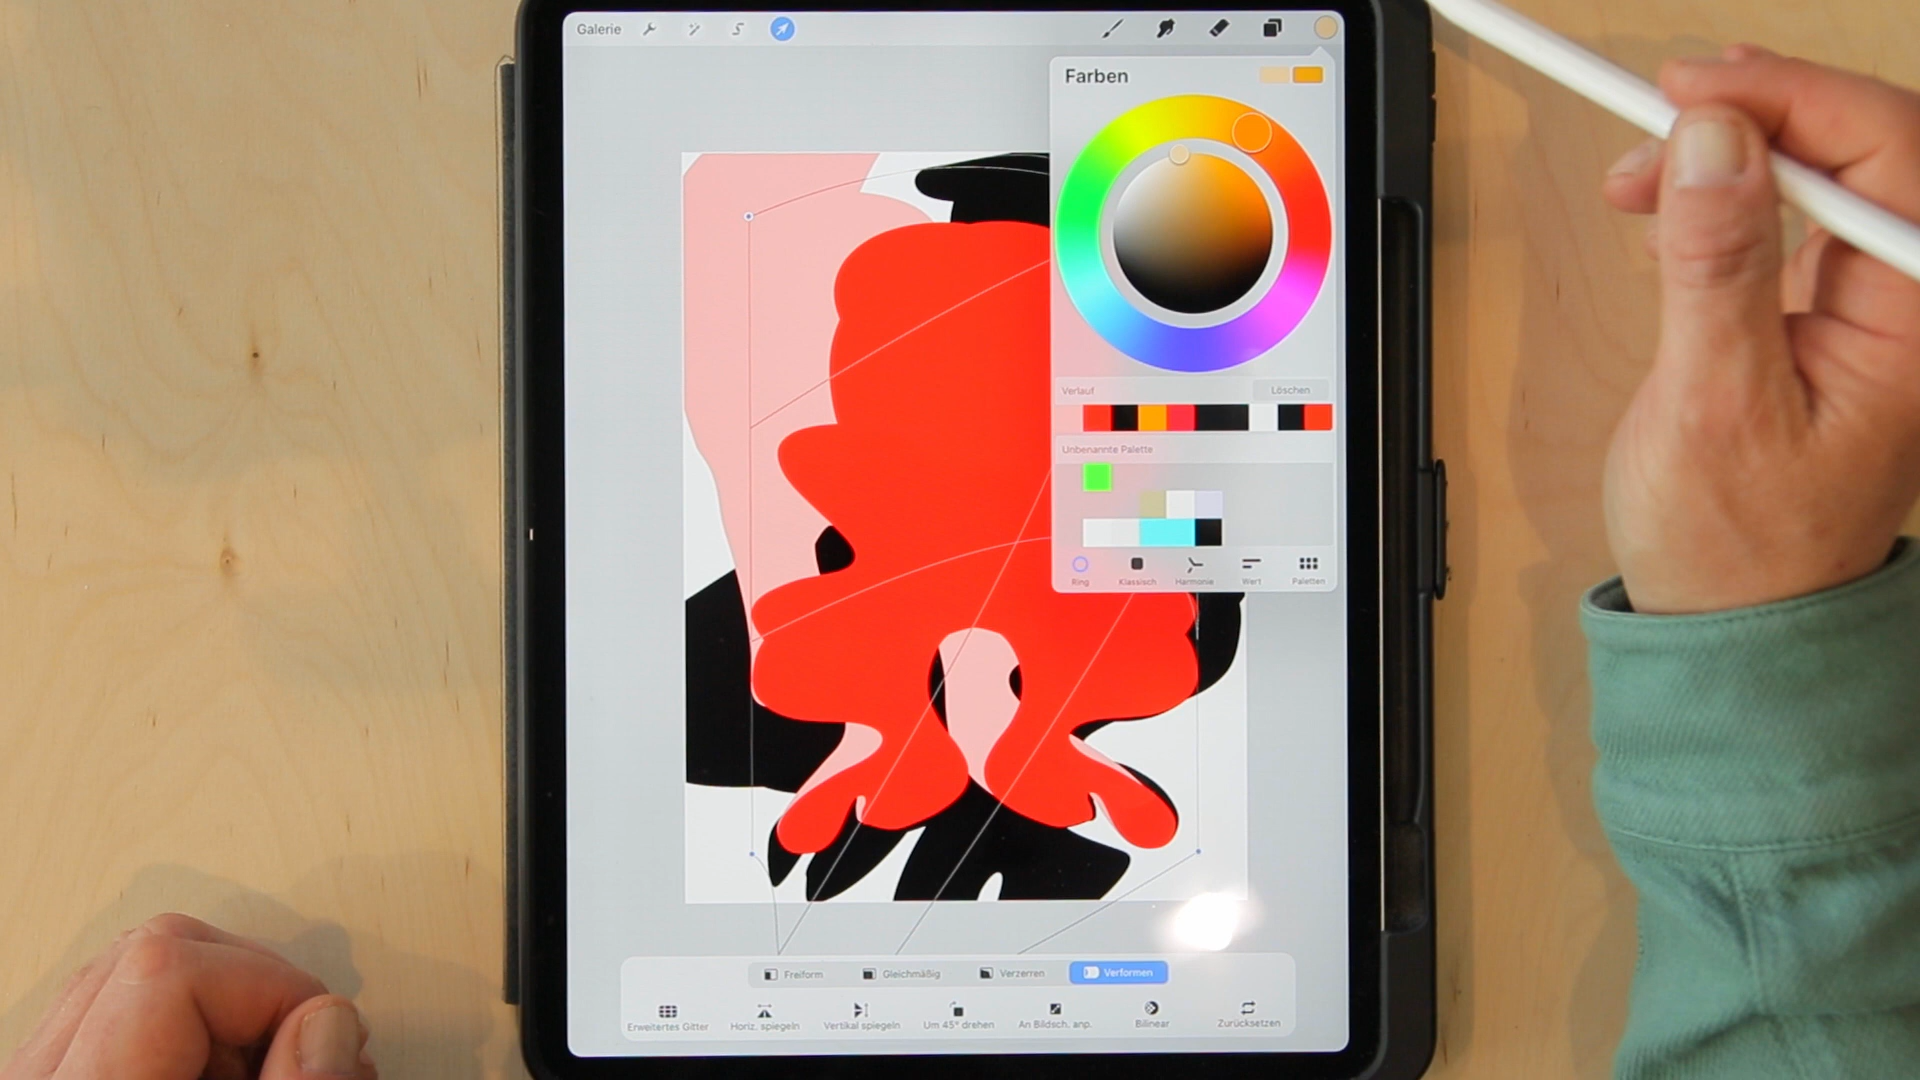 Galerie
Farben
Verlauf
Löschen
Unbenannte Palette
Ring
Klassisch
Harmonie
Wert
Paletten
Freiform
Gleichmäßig
Verzerren
Verformen
Erweitertes Gitter
Horiz. spiegeln
Vertikal spiegeln
Um 45° drehen
An Bildsch. anp.
Bilinear
Zurücksetzen